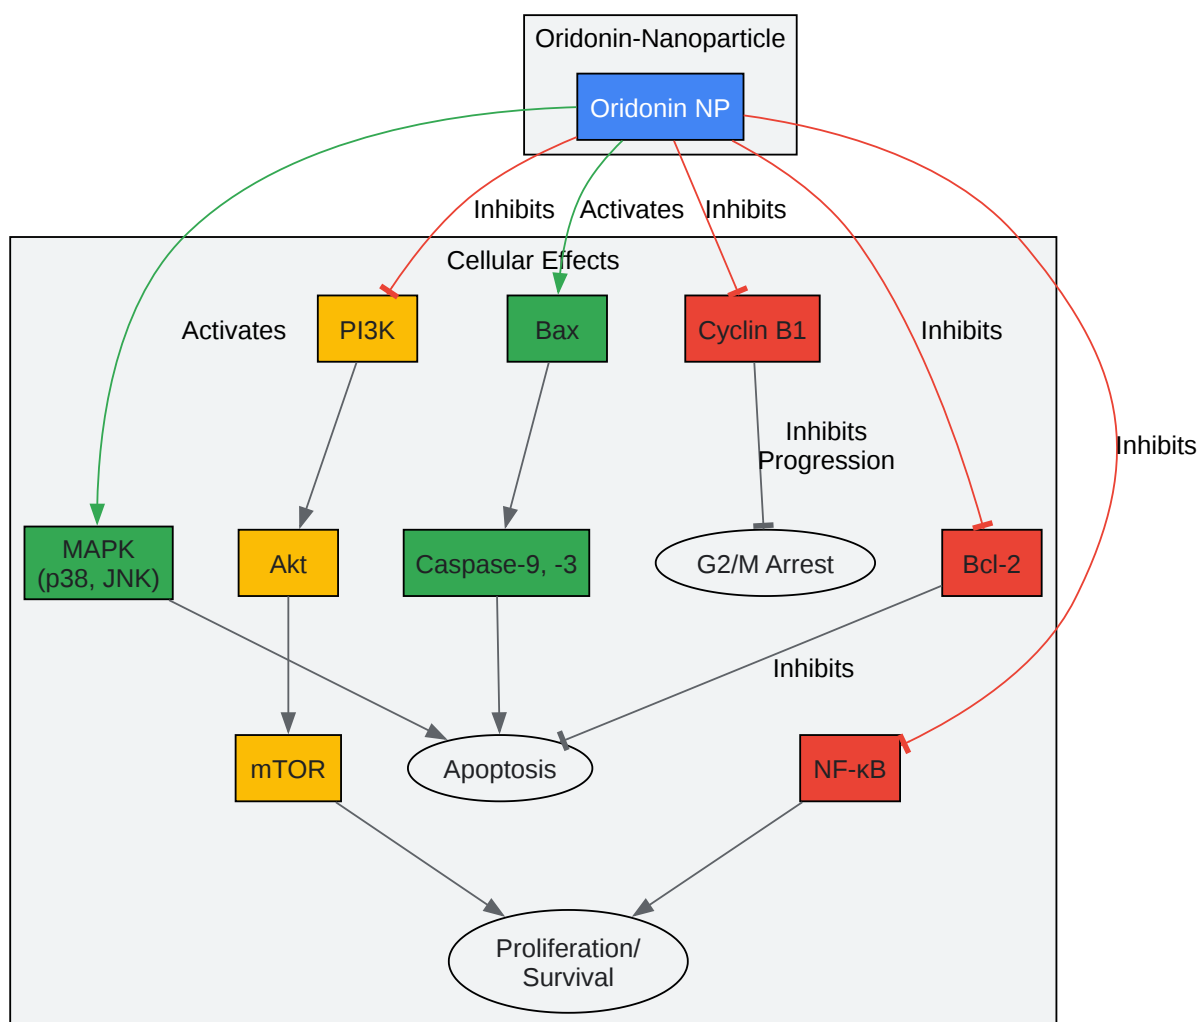 Oridonin-Nanoparticle
Oridonin NP
Inhibits
Activates
Inhibits
Cellular Effects
Activates
PI3K
Bax
Cyclin B1
Inhibits
Inhibits
Progression
Inhibits
MAPK
(p38, JNK)
Akt
Caspase-9, -3
G2/M Arrest
Bcl-2
Inhibits
mTOR
Apoptosis
NF-κB
Proliferation/
Survival